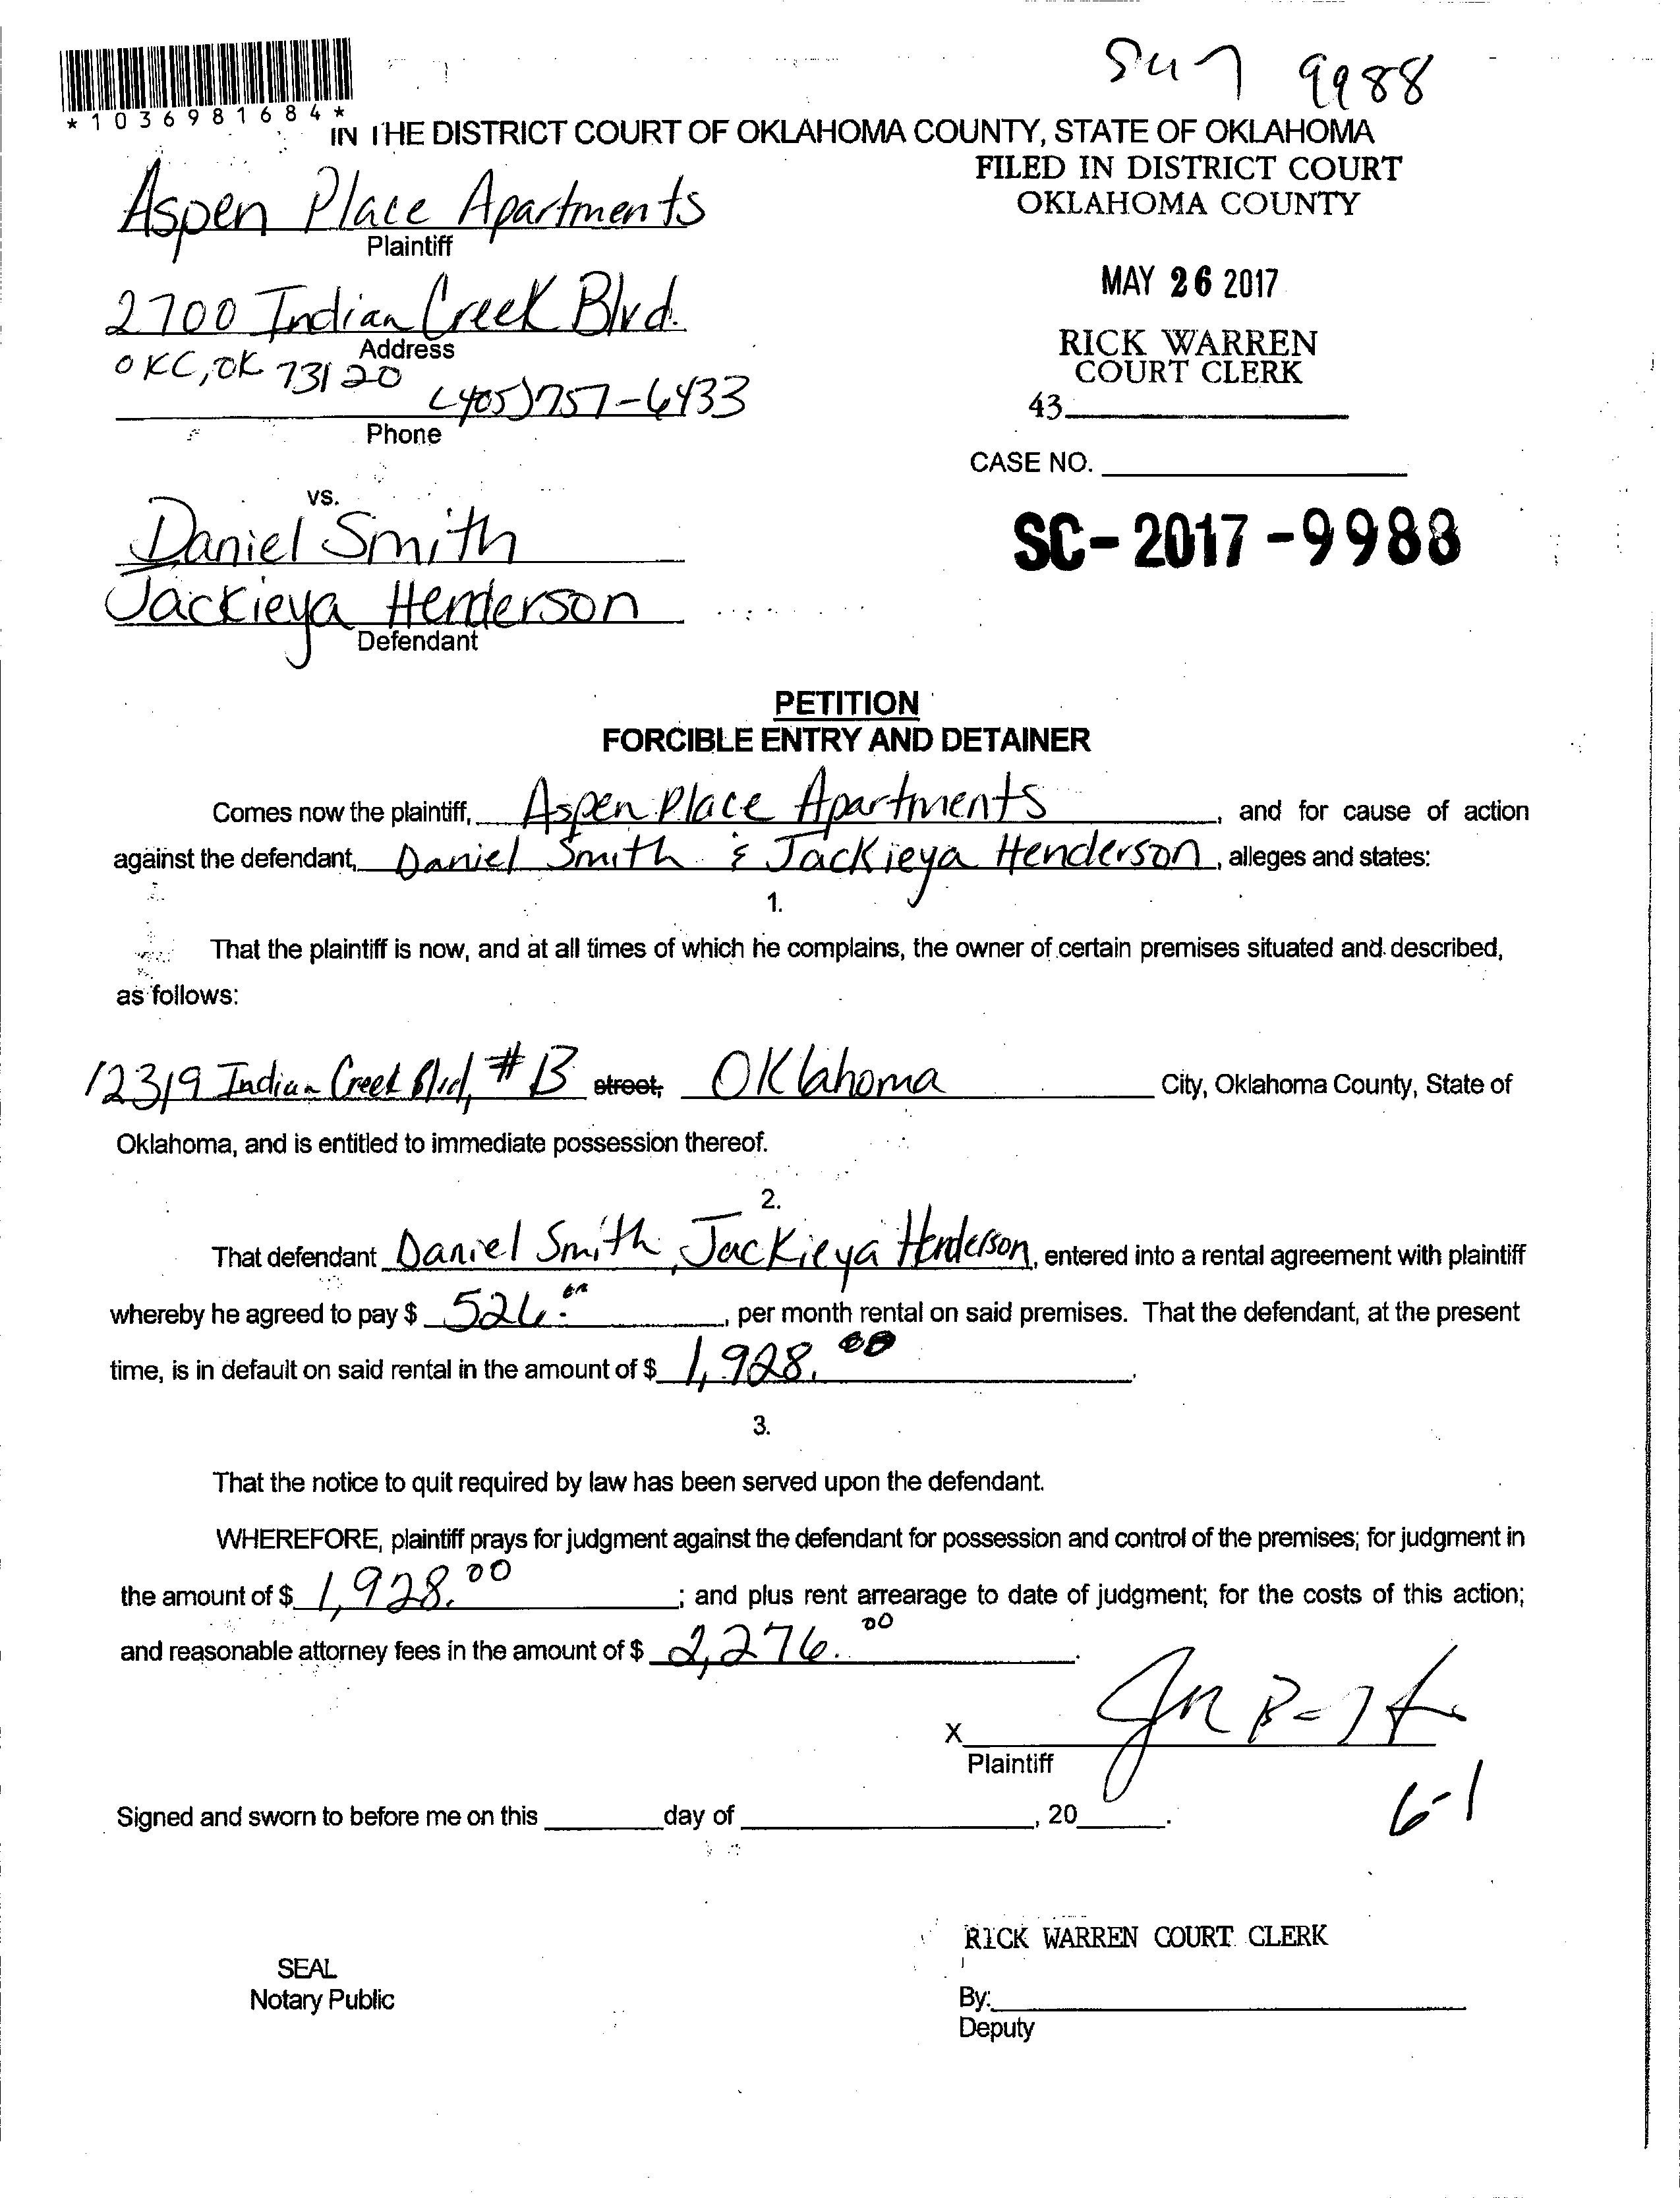 Su7 9988
*1036981684*
IN THE DISTRICT COURT OF OKLAHOMA COUNTY, STATE OF OKLAHOMA
FILED IN DISTRICT COURT
OKLAHOMA COUNTY
Aspen Place Apartments
Plaintiff
MAY 26 2017
2700 Indian Creek Blvd.
Address
OKC, OK 73120
RICK WARREN
COURT CLERK
(405)757-6433
43
Phone
CASE NO.
vs.
Daniel Smith
SC-2017-9988
Jackieya Henderson
Defendant
PETITION
FORCIBLE ENTRY AND DETAINER
Comes now the plaintiff, Aspen Place Apartments, and for cause of action
against the defendant, Daniel Smith & Jackieya Henderson, alleges and states:
1.
That the plaintiff is now, and at all times of which he complains, the owner of certain premises situated and described,
as follows:
12319 Indian Creek Blvd, #B street, Oklahoma City, Oklahoma County, State of
Oklahoma, and is entitled to immediate possession thereof.
2.
That defendant Daniel Smith, Jackieya Henderson, entered into a rental agreement with plaintiff
whereby he agreed to pay $ 526.00, per month rental on said premises. That the defendant, at the present
time, is in default on said rental in the amount of $ 1,928.00.
3.
That the notice to quit required by law has been served upon the defendant.
WHEREFORE, plaintiff prays for judgment against the defendant for possession and control of the premises; for judgment in
the amount of $ 1,928.00; and plus rent arrearage to date of judgment; for the costs of this action;
and reasonable attorney fees in the amount of $ 2,276.00.
X
Plaintiff
6-1
Signed and sworn to before me on this day of , 20 .
RICK WARREN COURT CLERK
SEAL
Notary Public
By:
Deputy